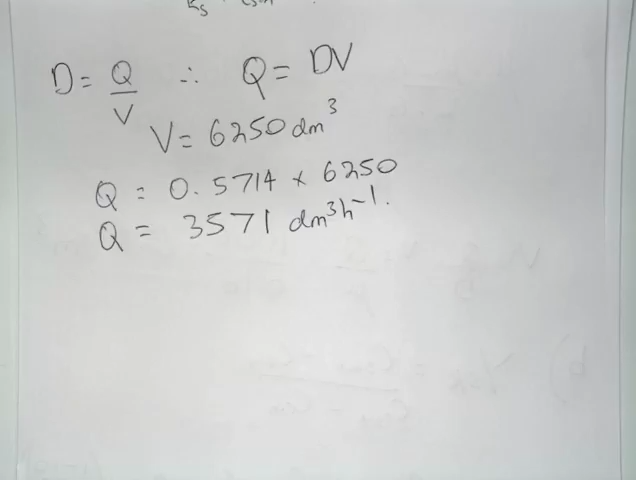 D = Q/V ∴ Q = DV
V = 6250 dm³
Q = 0.5714 × 6250
Q = 3571 dm³h⁻¹.